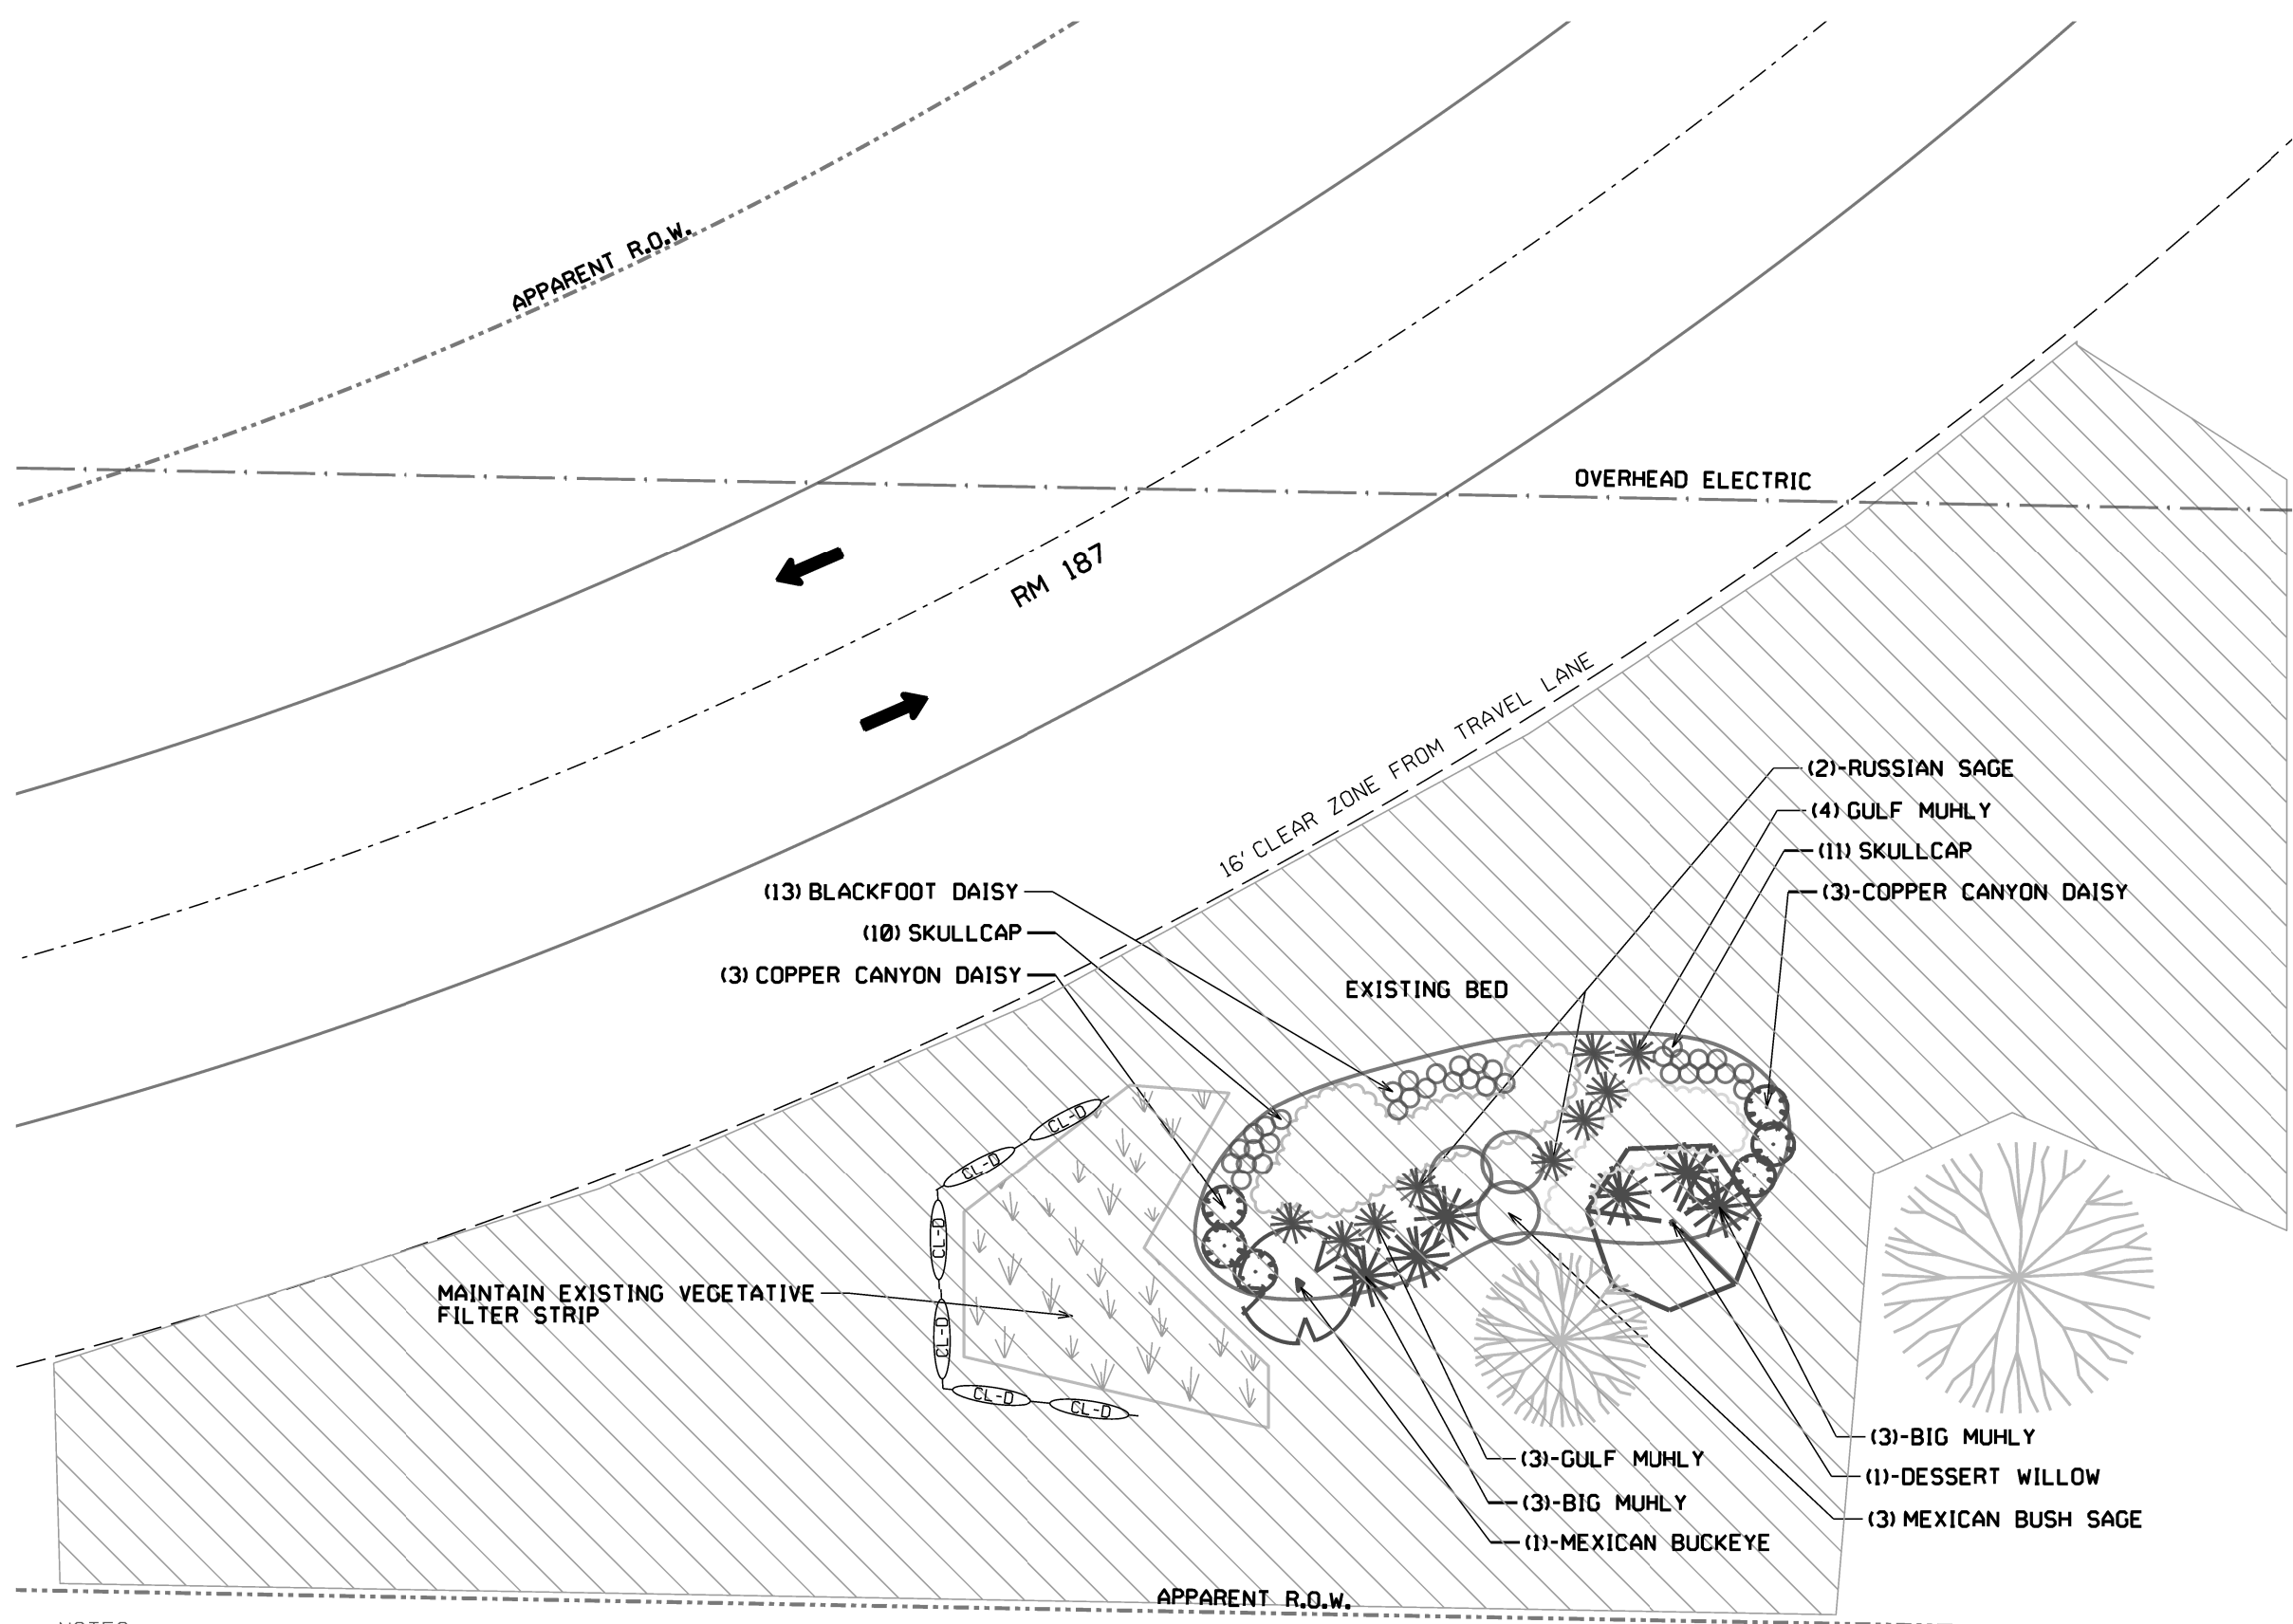 APPARENT R.O.W.
OVERHEAD ELECTRIC
RM 187
16' CLEAR ZONE FROM TRAVEL LANE
(2)-RUSSIAN SAGE
(4) GULF MUHLY
(11) SKULLCAP
(3)-COPPER CANYON DAISY
(13) BLACKFOOT DAISY
(10) SKULLCAP
(3) COPPER CANYON DAISY
EXISTING BED
CL-D
CL-D
CL-D
CL-D
CL-D
CL-D
MAINTAIN EXISTING VEGETATIVE
FILTER STRIP
(3)-BIG MUHLY
(1)-DESSERT WILLOW
(3) MEXICAN BUSH SAGE
(3)-GULF MUHLY
(3)-BIG MUHLY
(1)-MEXICAN BUCKEYE
APPARENT R.O.W.